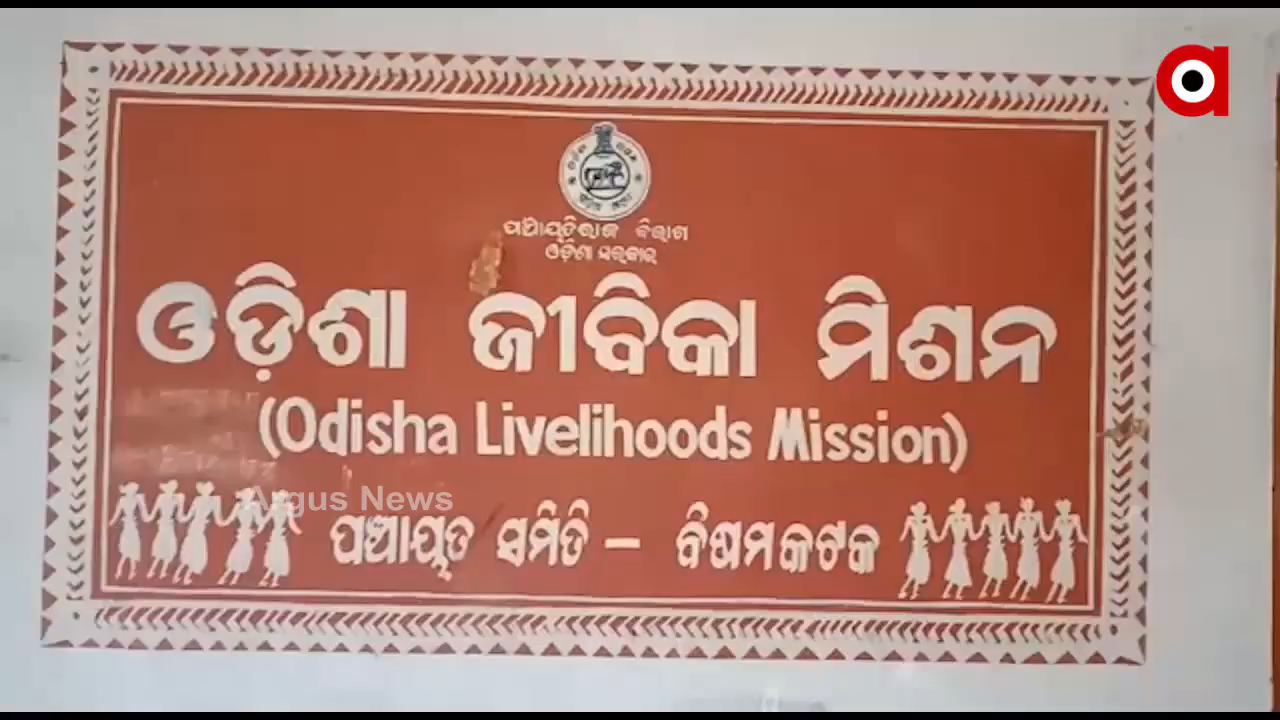 ପଞ୍ଚାୟତିରାଜ ବିଭାଗ
ଓଡ଼ିଶା ସରକାର
ଓଡ଼ିଶା ଜୀବିକା ମିଶନ
(Odisha Livelihoods Mission)
Argus News
ପଞ୍ଚାୟତ ସମିତି – ବିଷମକଟକ